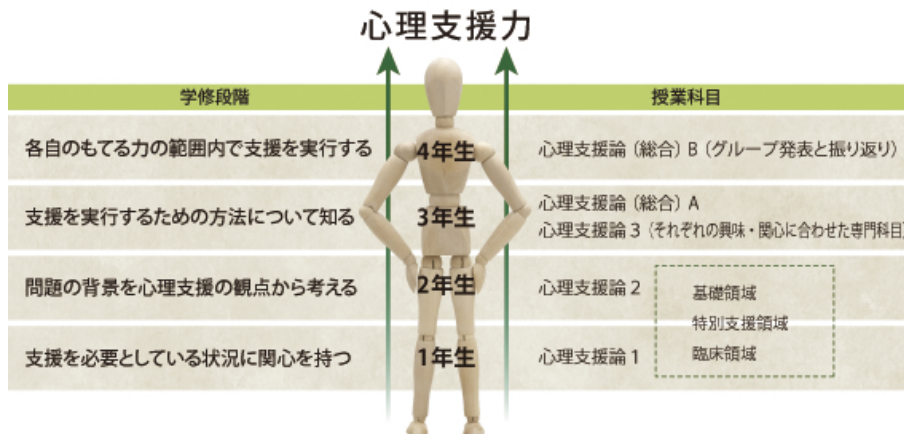 心理支援力
学修段階
授業科目
各自のもてる力の範囲内で支援を実行する
4年生
心理支援論（総合）B（グループ発表と振り返り）
支援を実行するための方法について知る
3年生
心理支援論（総合）A
心理支援論3（それぞれの興味・関心に合わせた専門科目）
問題の背景を心理支援の観点から考える
2年生
心理支援論2
基礎領域
特別支援領域
臨床領域
支援を必要としている状況に関心を持つ
1年生
心理支援論1